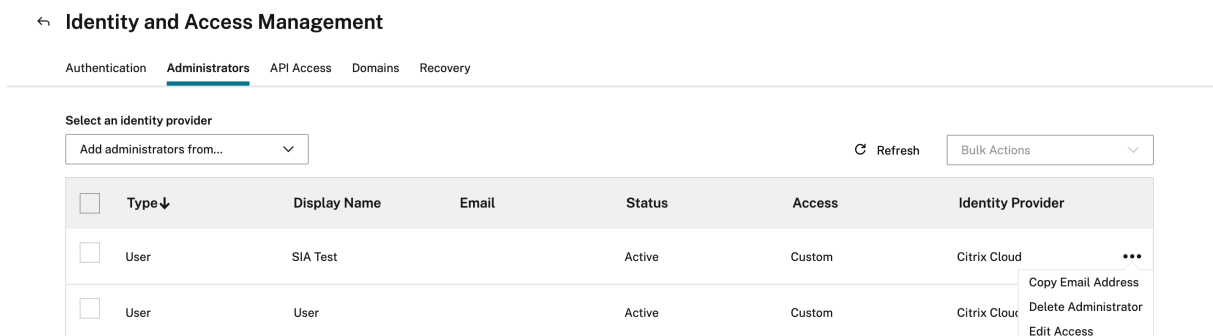 Identity and Access Management
Authentication Administrators API Access Domains Recovery
Select an identity provider
Add administrators from...
Refresh Bulk Actions
Type↓ Display Name Email Status Access Identity Provider
User SIA Test Active Custom Citrix Cloud •••
Copy Email Address
Delete Administrator
User User Active Custom Citrix Cloud
Edit Access